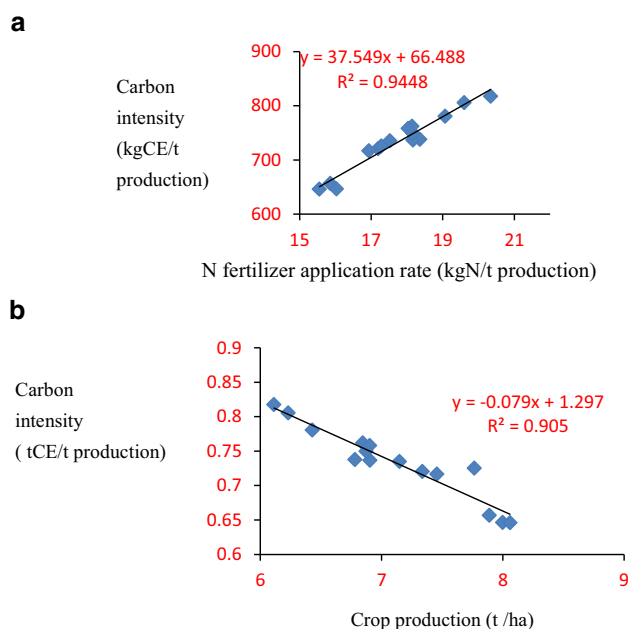 a
Carbon
intensity
(kgCE/t
production)
y = 37.549x + 66.488
R² = 0.9448
900
800
700
600
15 17 19 21
N fertilizer application rate (kgN/t production)
b
Carbon
intensity
( tCE/t production)
y = -0.079x + 1.297
R² = 0.905
0.9
0.85
0.8
0.75
0.7
0.65
0.6
6 7 8 9
Crop production (t /ha)